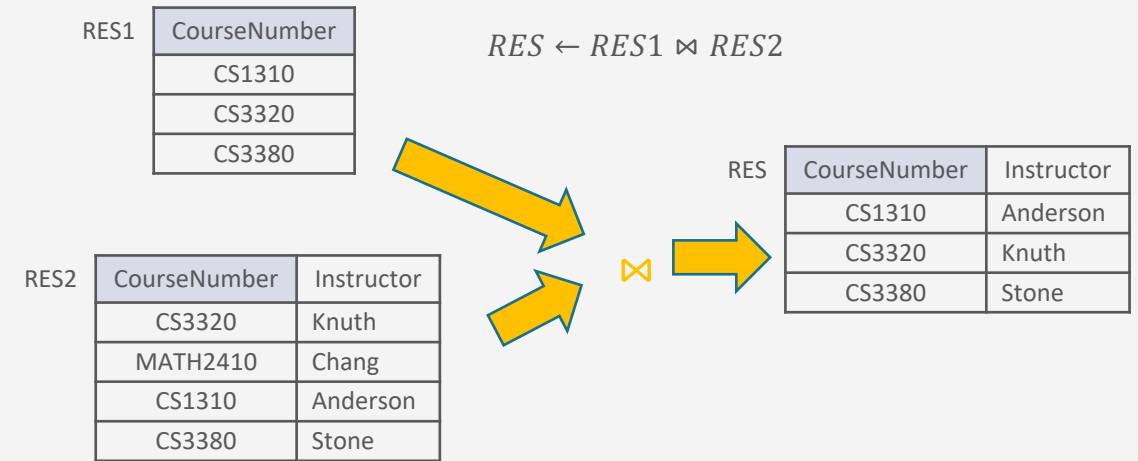 RES1 CourseNumber
CS1310
CS3320
CS3380
RES ← RES1 ⋈ RES2
RES2 CourseNumber Instructor
CS3320 Knuth
MATH2410 Chang
CS1310 Anderson
CS3380 Stone
⋈
RES CourseNumber Instructor
CS1310 Anderson
CS3320 Knuth
CS3380 Stone